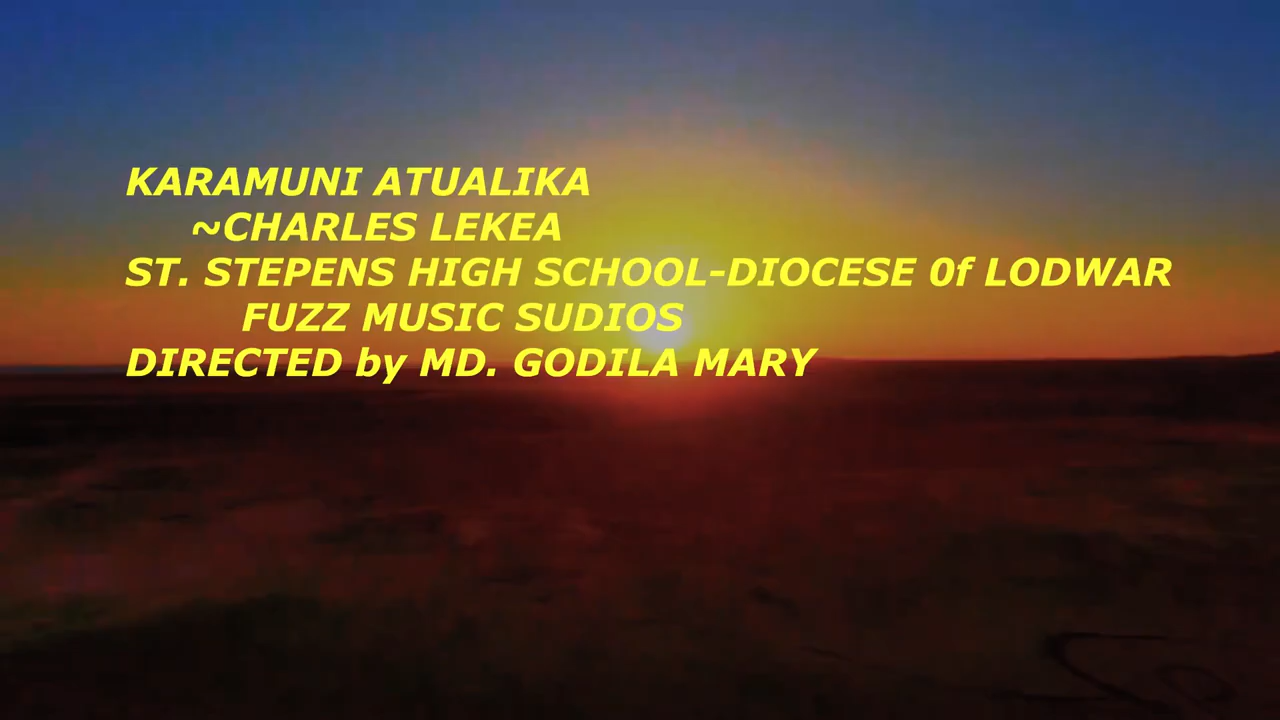 KARAMUNI ATUALIKA
~CHARLES LEKEA
ST. STEPENS HIGH SCHOOL-DIOCESE 0f LODWAR
FUZZ MUSIC SUDIOS
DIRECTED by MD. GODILA MARY